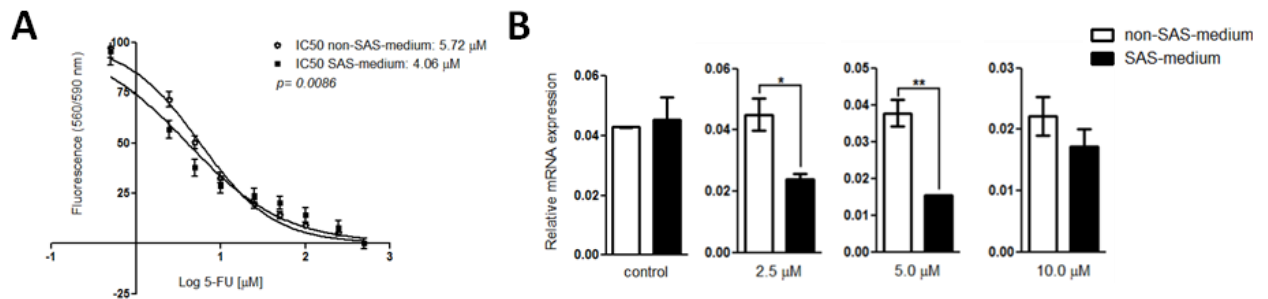 A
100
75
50
25
-25
-1
0
1
2
3
Fluorescence (560/590 nm)
Log 5-FU [µM]
IC50 non-SAS-medium: 5.72 µM
IC50 SAS-medium: 4.06 µM
p= 0.0086
B
non-SAS-medium
SAS-medium
Relative mRNA expression
0.06
0.04
0.02
0.00
control
0.06
0.04
0.02
0.00
*
2.5 µM
0.05
0.04
0.03
0.02
0.01
0.00
**
5.0 µM
0.03
0.02
0.01
0.00
10.0 µM